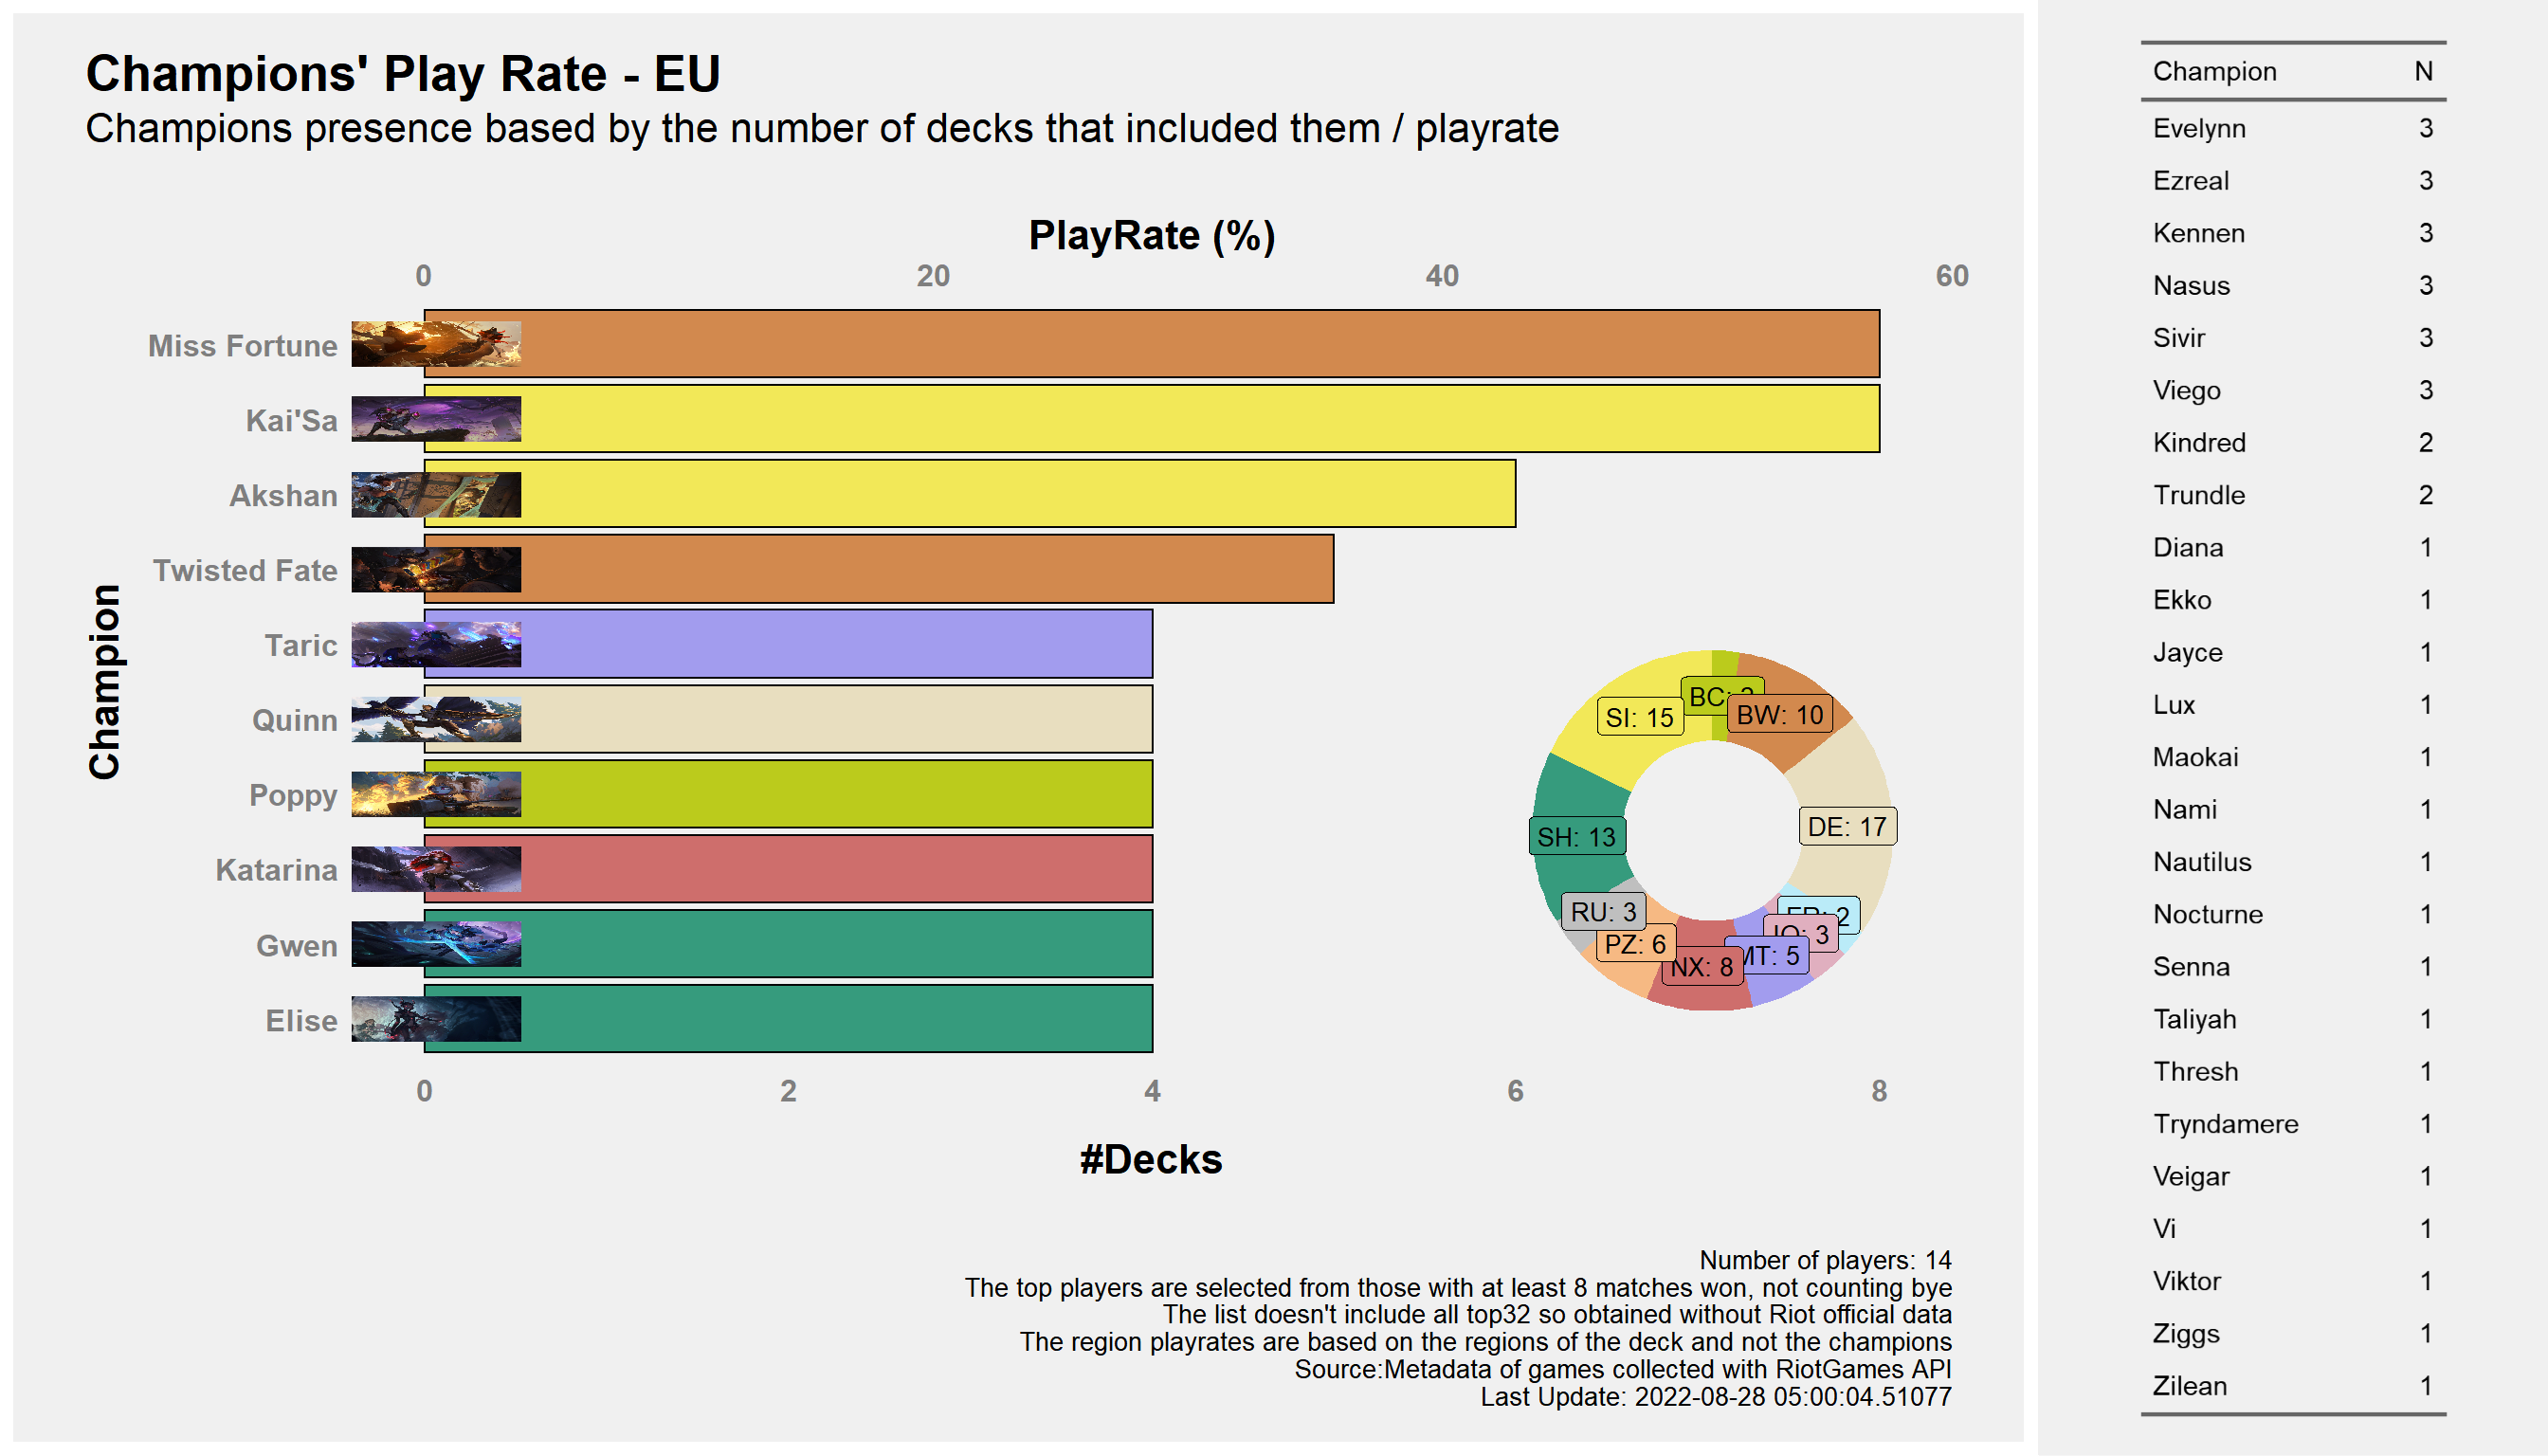 Champions' Play Rate - EU
Champions presence based by the number of decks that included them / playrate
PlayRate (%)
0 20 40 60
Champion
Miss Fortune
Kai'Sa
Akshan
Twisted Fate
Taric
Quinn
Poppy
Katarina
Gwen
Elise
0 2 4 6 8
#Decks
BC:
BW: 10
SI: 15
DE: 17
SH: 13
2
RU: 3
3
PZ: 6
MT: 5
NX: 8
Number of players: 14
The top players are selected from those with at least 8 matches won, not counting bye
The list doesn't include all top32 so obtained without Riot official data
The region playrates are based on the regions of the deck and not the champions
Source:Metadata of games collected with RiotGames API
Last Update: 2022-08-28 05:00:04.51077
Champion N
Evelynn 3
Ezreal 3
Kennen 3
Nasus 3
Sivir 3
Viego 3
Kindred 2
Trundle 2
Diana 1
Ekko 1
Jayce 1
Lux 1
Maokai 1
Nami 1
Nautilus 1
Nocturne 1
Senna 1
Taliyah 1
Thresh 1
Tryndamere 1
Veigar 1
Vi 1
Viktor 1
Ziggs 1
Zilean 1